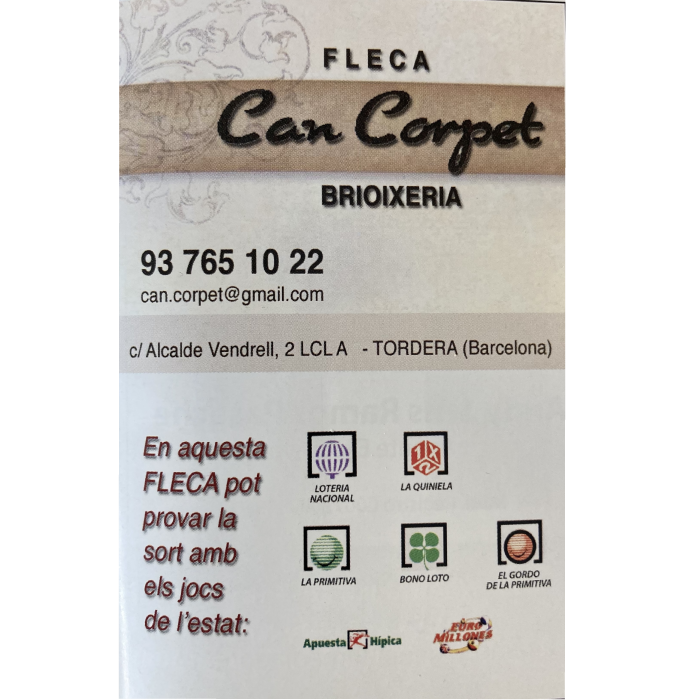 FLECA
Can Corpet
BRIOIXERIA
93 765 10 22
can.corpet@gmail.com
c/ Alcalde Vendrell, 2 LCL A - TORDERA (Barcelona)
En aquesta
FLECA pot
provar la
sort amb
els jocs
de l'estat:
LOTERIA
NACIONAL
1X2
LA QUINIELA
LA PRIMITIVA
BONO LOTO
EL GORDO
DE LA PRIMITIVA
Apuesta Hípica
EURO
MILLONES